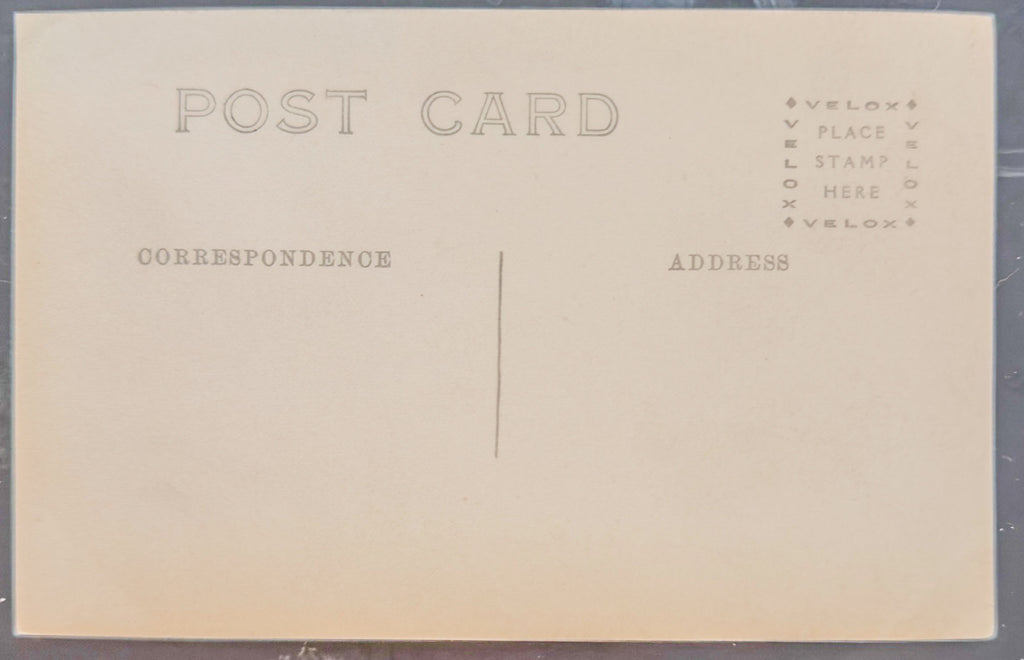 POST CARD
♦VELOX♦
VELOX
PLACE
STAMP
HERE
VELOX
♦VELOX♦
CORRESPONDENCE
ADDRESS